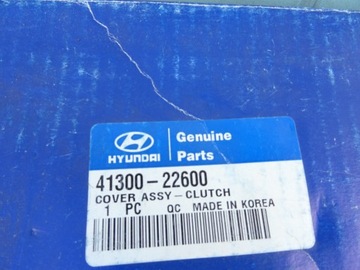 HYUNDAI
Genuine
Parts
41300-22600
COVER ASSY-CLUTCH
1 PC QC MADE IN KOREA